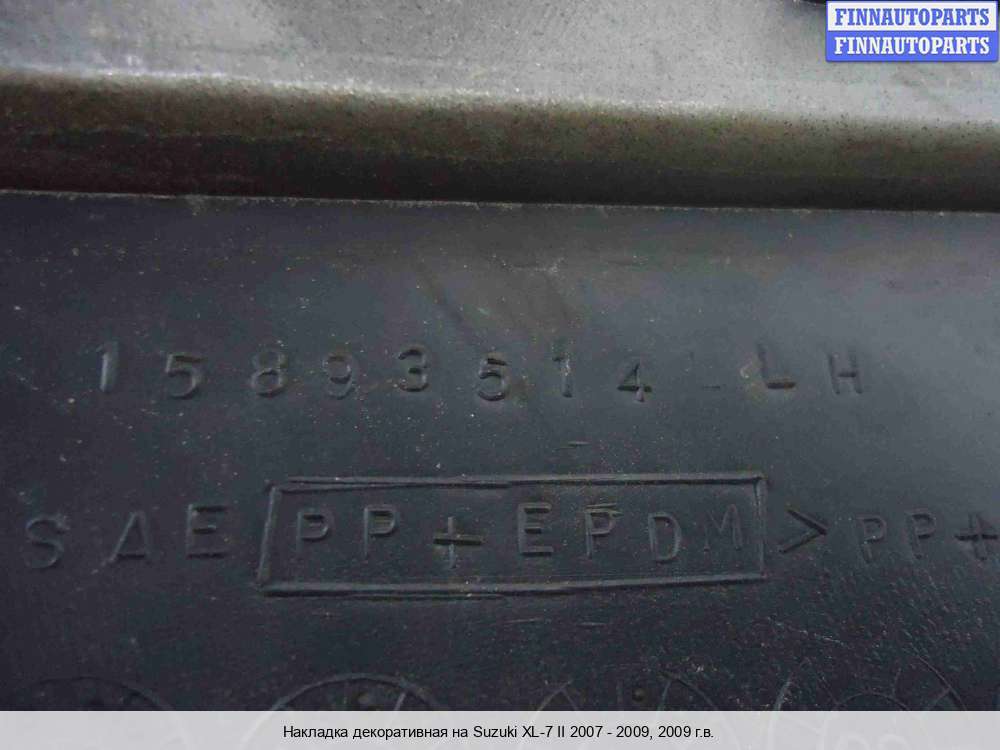 FINNAUTOPARTS
FINNAUTOPARTS
15893514-LH
SAE PP+EPDM >PP+
Накладка декоративная на Suzuki XL-7 II 2007 - 2009, 2009 г.в.